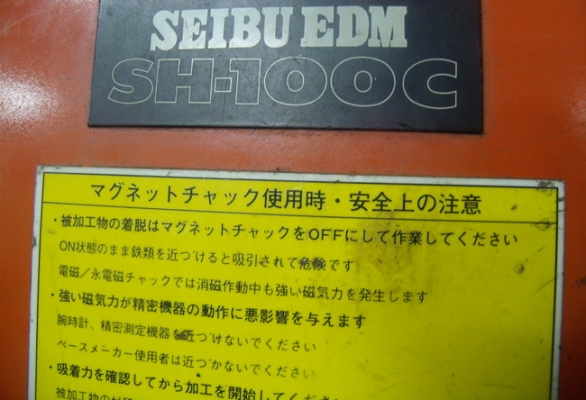 SEIBU EDM
SH-100C
マグネットチャック使用時・安全上の注意
・被加工物の着脱はマグネットチャックをOFFにして作業してください
ON状態のまま鉄類を近づけると吸引されて危険です
電磁／永電磁チャックでは消磁作動中も強い磁気力を発生します
・強い磁気力が精密機器の動作に悪影響を与えます
腕時計、精密測定機器を近づけないでください
ペースメーカー使用者は近づかないでください
・吸着力を確認してから加工を開始してくださ